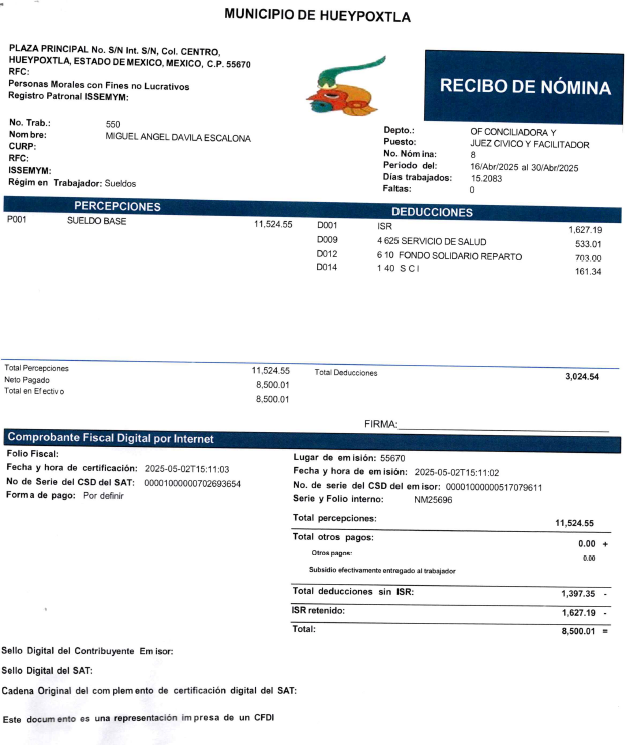 MUNICIPIO DE HUEYPOXTLA
PLAZA PRINCIPAL No. S/N Int. S/N, Col. CENTRO,
HUEYPOXTLA, ESTADO DE MEXICO, MEXICO, C.P. 55670
RFC:
Personas Morales con Fines no Lucrativos
Registro Patronal ISSEMYM:
RECIBO DE NÓMINA
No. Trab.: 550
Nombre: MIGUEL ANGEL DAVILA ESCALONA
CURP:
RFC:
ISSEMYM:
Régimen Trabajador: Sueldos
Depto.: OF CONCILIADORA Y
Puesto: JUEZ CIVICO Y FACILITADOR
No. Nómina: 8
Periodo del: 16/Abr/2025 al 30/Abr/2025
Días trabajados: 15.2083
Faltas: 0
PERCEPCIONES DEDUCCIONES
P001 SUELDO BASE 11,524.55 D001 ISR 1,627.19
D009 4 625 SERVICIO DE SALUD 533.01
D012 6 10 FONDO SOLIDARIO REPARTO 703.00
D014 1 40 S C I 161.34
Total Percepciones 11,524.55 Total Deducciones 3,024.54
Neto Pagado 8,500.01
Total en Efectivo 8,500.01
FIRMA:
Comprobante Fiscal Digital por Internet
Folio Fiscal:
Fecha y hora de certificación: 2025-05-02T15:11:03
No de Serie del CSD del SAT: 00001000000702693654
Forma de pago: Por definir
Lugar de emisión: 55670
Fecha y hora de emisión: 2025-05-02T15:11:02
No. de serie del CSD del emisor: 00001000000517079611
Serie y Folio interno: NM25696
Total percepciones: 11,524.55
Total otros pagos: 0.00 +
Otros pagos: 0.00
Subsidio efectivamente entregado al trabajador
Total deducciones sin ISR: 1,397.35 -
ISR retenido: 1,627.19 -
Total: 8,500.01 =
Sello Digital del Contribuyente Emisor:
Sello Digital del SAT:
Cadena Original del complemento de certificación digital del SAT:
Este documento es una representación impresa de un CFDI